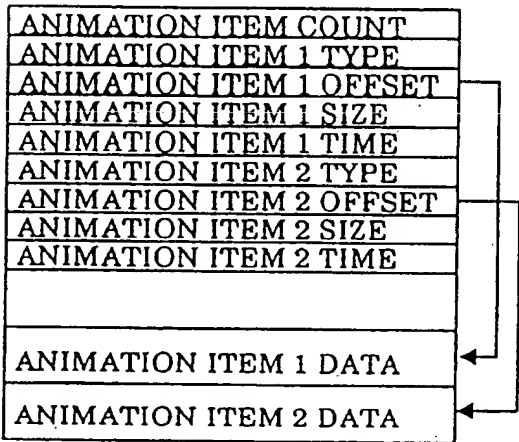 ANIMATION ITEM COUNT
ANIMATION ITEM 1 TYPE
ANIMATION ITEM 1 OFFSET
ANIMATION ITEM 1 SIZE
ANIMATION ITEM 1 TIME
ANIMATION ITEM 2 TYPE
ANIMATION ITEM 2 OFFSET
ANIMATION ITEM 2 SIZE
ANIMATION ITEM 2 TIME
ANIMATION ITEM 1 DATA
ANIMATION ITEM 2 DATA